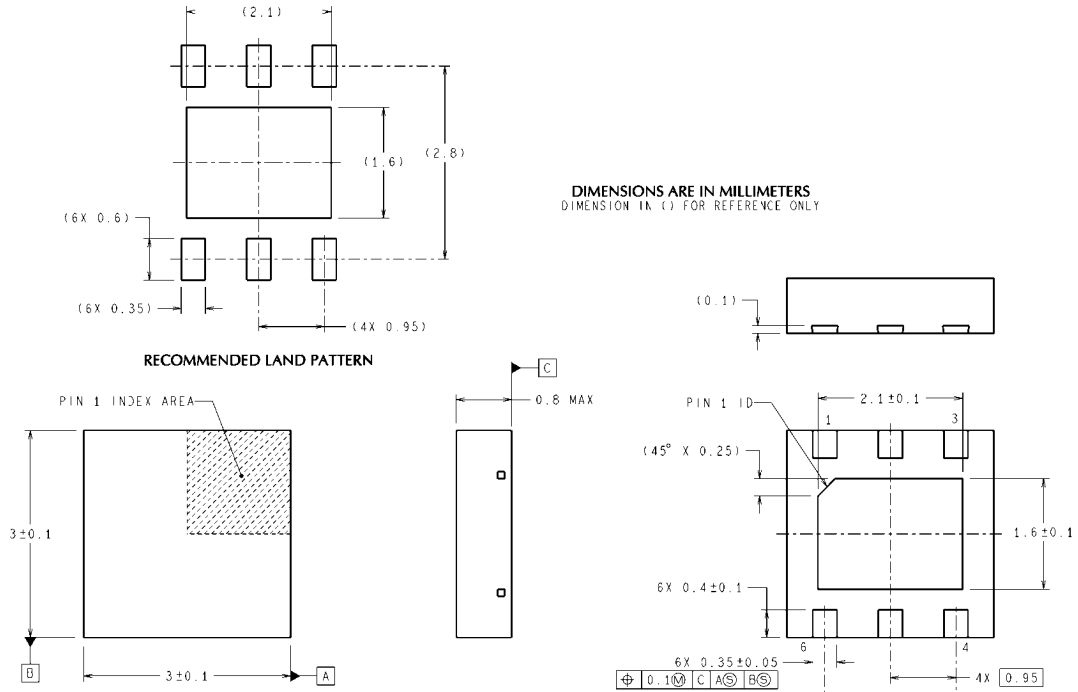 (2.1)
(1.6)
(2.8)
(6X 0.6)
(6X 0.35)
(4X 0.95)
RECOMMENDED LAND PATTERN
DIMENSIONS ARE IN MILLIMETERS
DIMENSION IN () FOR REFERENCE ONLY
(0.1)
PIN 1 INDEX AREA
3±0.1
B
3±0.1
A
C
0.8 MAX
PIN 1 ID
2.1±0.1
1
3
(45° X 0.25)
1.6±0.1
6X 0.4±0.1
6
4
6X 0.35±0.05
⌖ 0.1Ⓜ C AⓈ BⓈ
4X 0.95